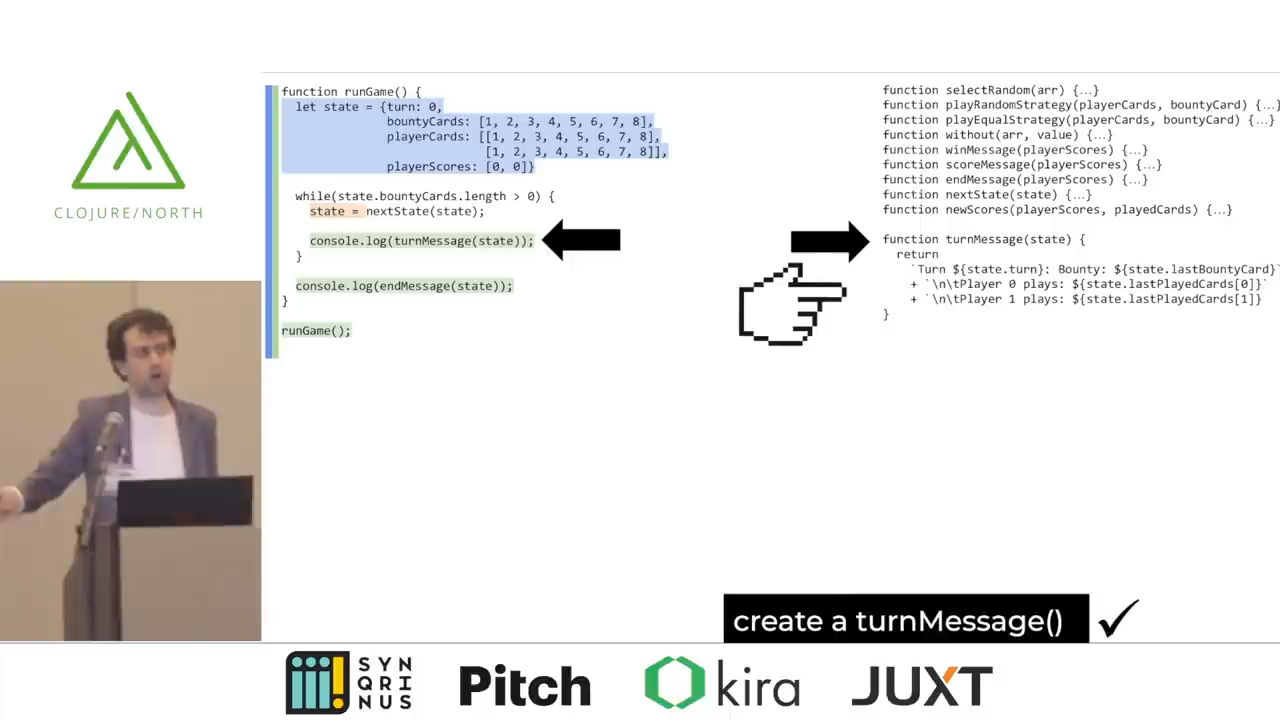 CLOJURE/NORTH
function runGame() {
let state = {turn: 0,
bountyCards: [1, 2, 3, 4, 5, 6, 7, 8],
playerCards: [[1, 2, 3, 4, 5, 6, 7, 8],
[1, 2, 3, 4, 5, 6, 7, 8]],
playerScores: [0, 0]}
while(state.bountyCards.length > 0) {
state = nextState(state);
console.log(turnMessage(state));
}
console.log(endMessage(state));
}
runGame();
function selectRandom(arr) {…}
function playRandomStrategy(playerCards, bountyCard) {…}
function playEqualStrategy(playerCards, bountyCard) {…}
function without(arr, value) {…}
function winMessage(playerScores) {…}
function scoreMessage(playerScores) {…}
function endMessage(playerScores) {…}
function nextState(state) {…}
function newScores(playerScores, playedCards) {…}
function turnMessage(state) {
return
`Turn ${state.turn}: Bounty: ${state.lastBountyCard}`
+ `\n\tPlayer 0 plays: ${state.lastPlayedCards[0]}`
+ `\n\tPlayer 1 plays: ${state.lastPlayedCards[1]}
}
create a turnMessage()
SYN
QRI
NUS
Pitch
kira
JUXT